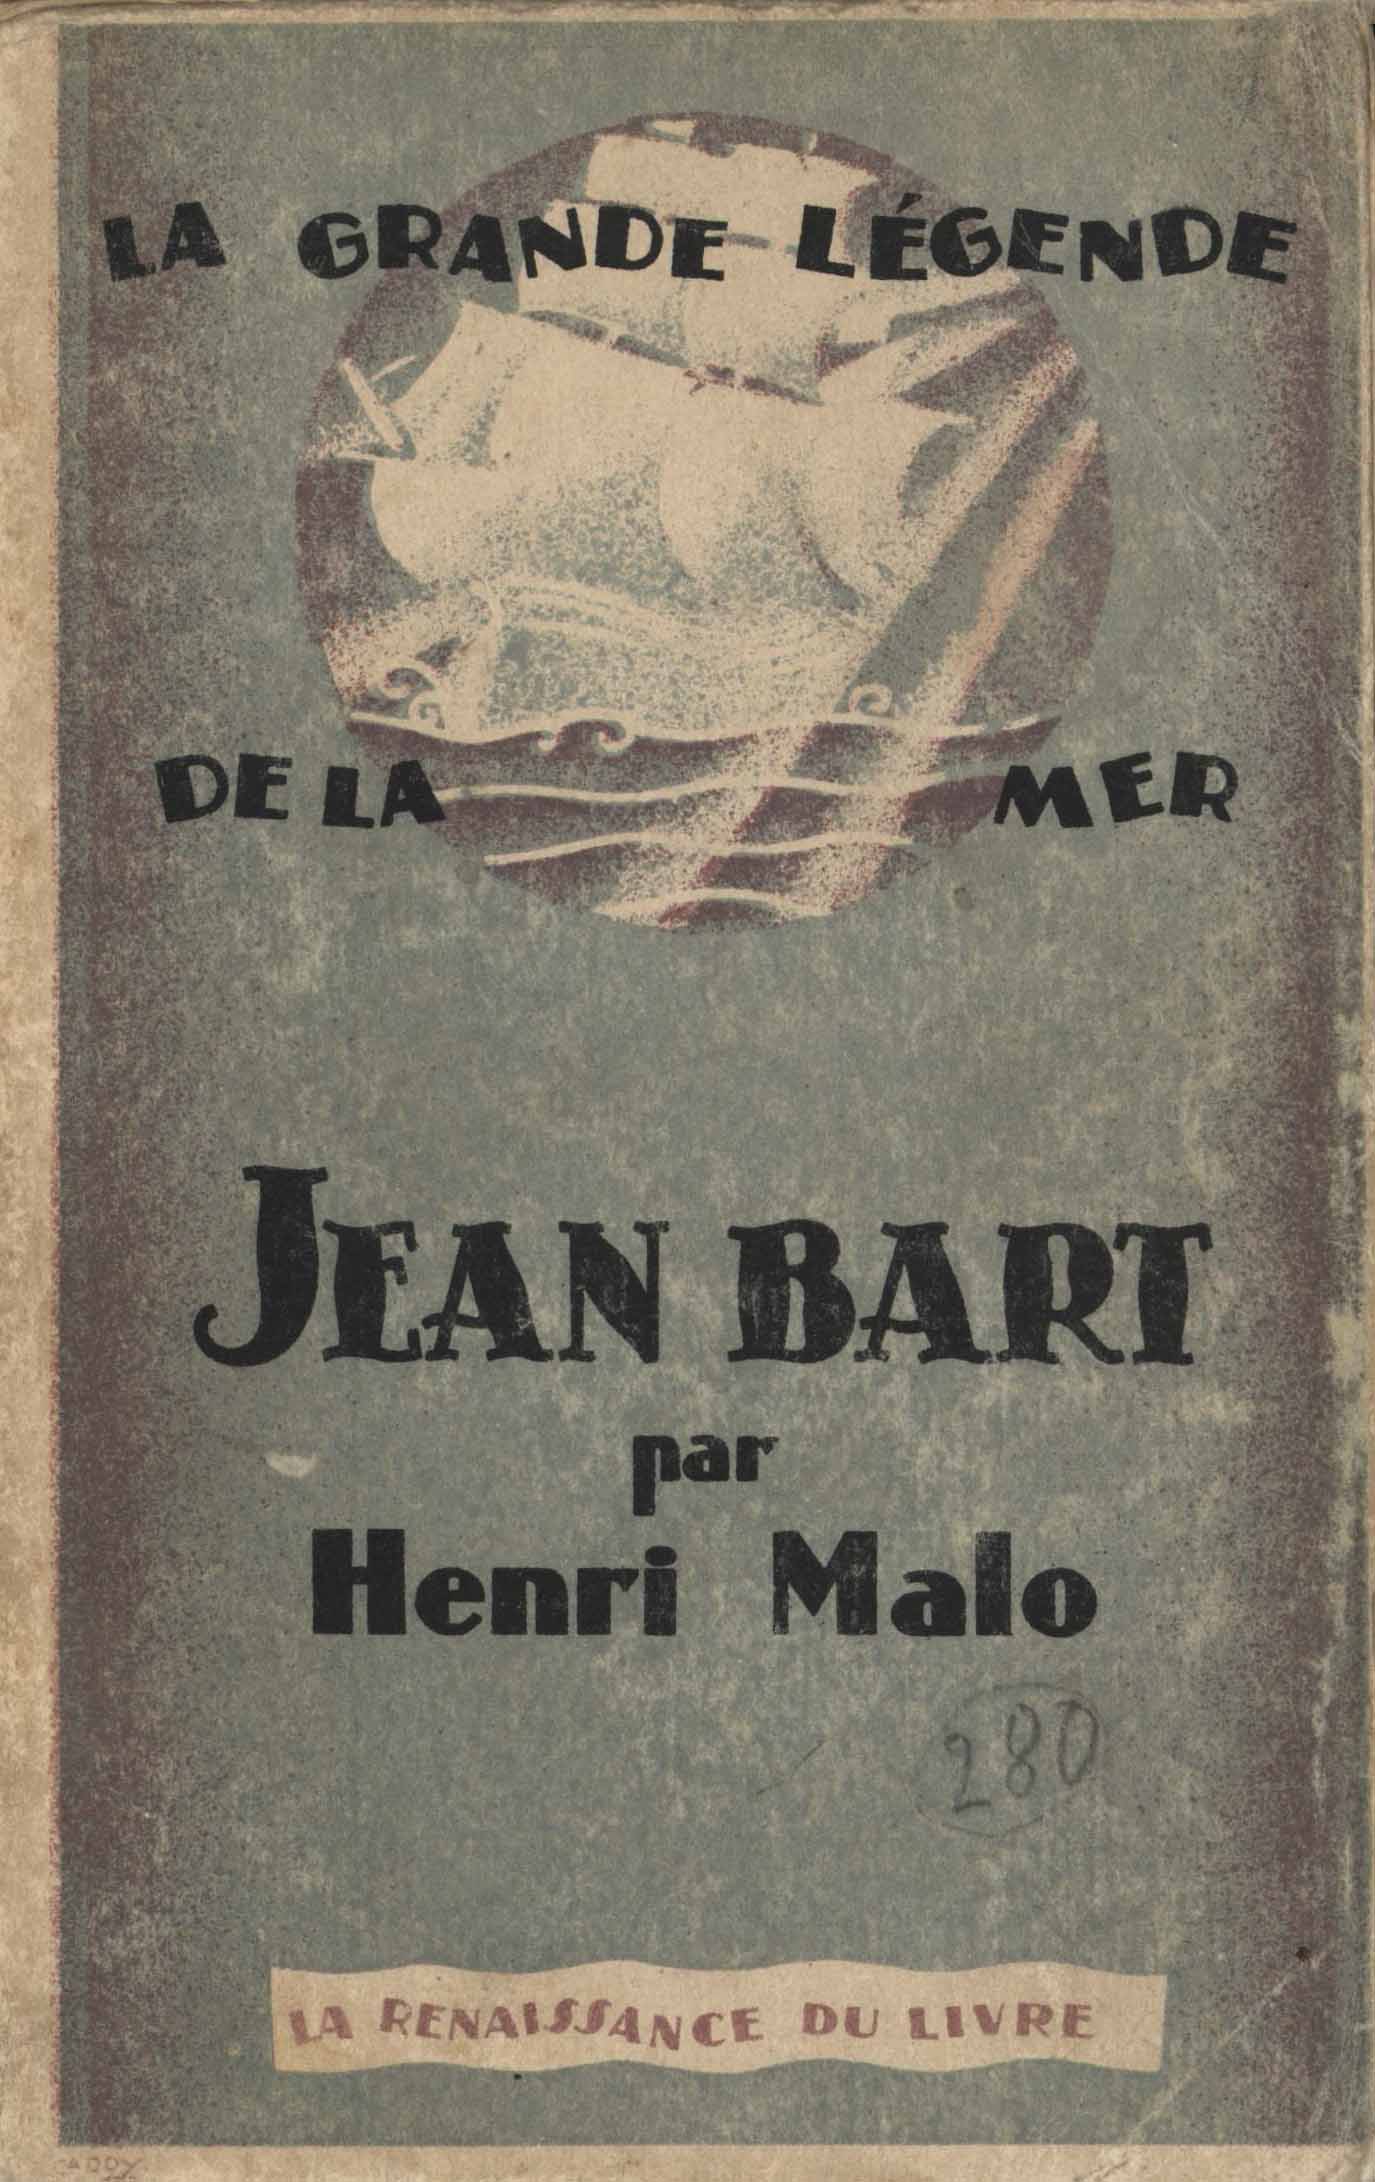 LA GRANDE LÉGENDE
DE LA MER
JEAN BART
par
Henri Malo
280
LA RENAISSANCE DU LIVRE